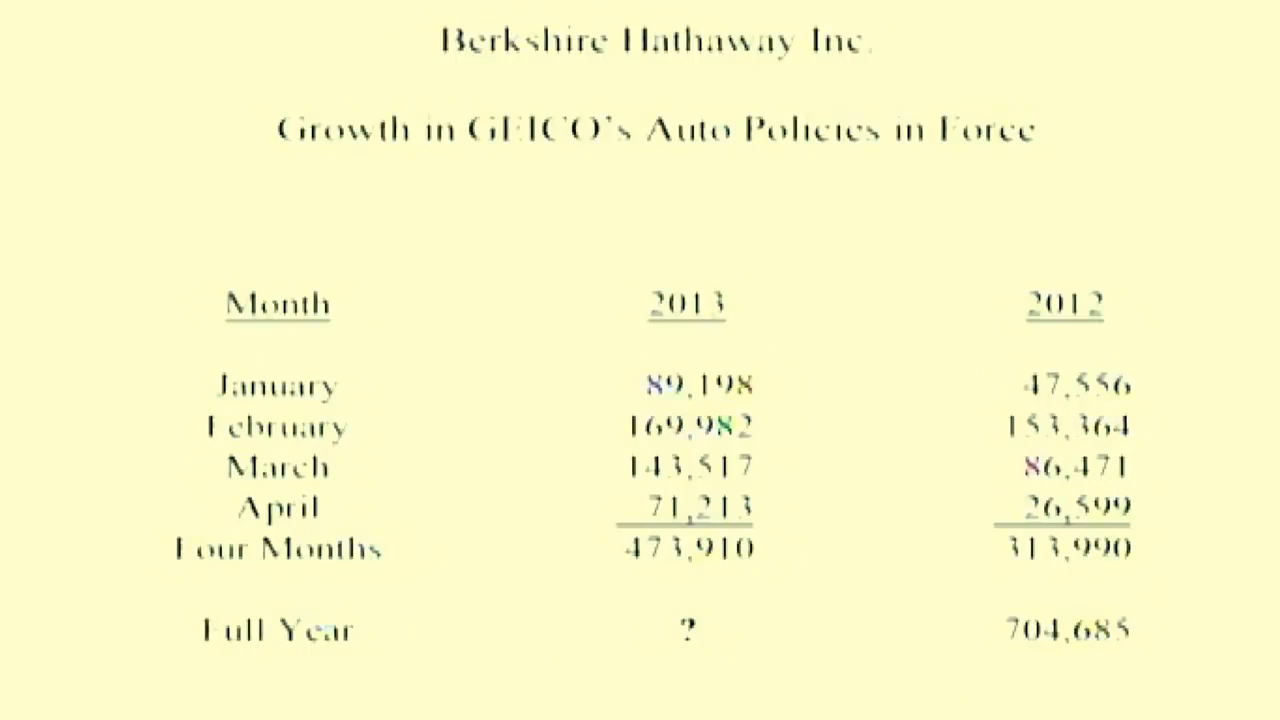 Berkshire Hathaway Inc.
Growth in GEICO's Auto Policies in Force
Month 2013 2012
January 89,198 47,556
February 169,982 153,364
March 143,517 86,471
April 71,213 26,599
Four Months 473,910 313,990
Full Year ? 704,685